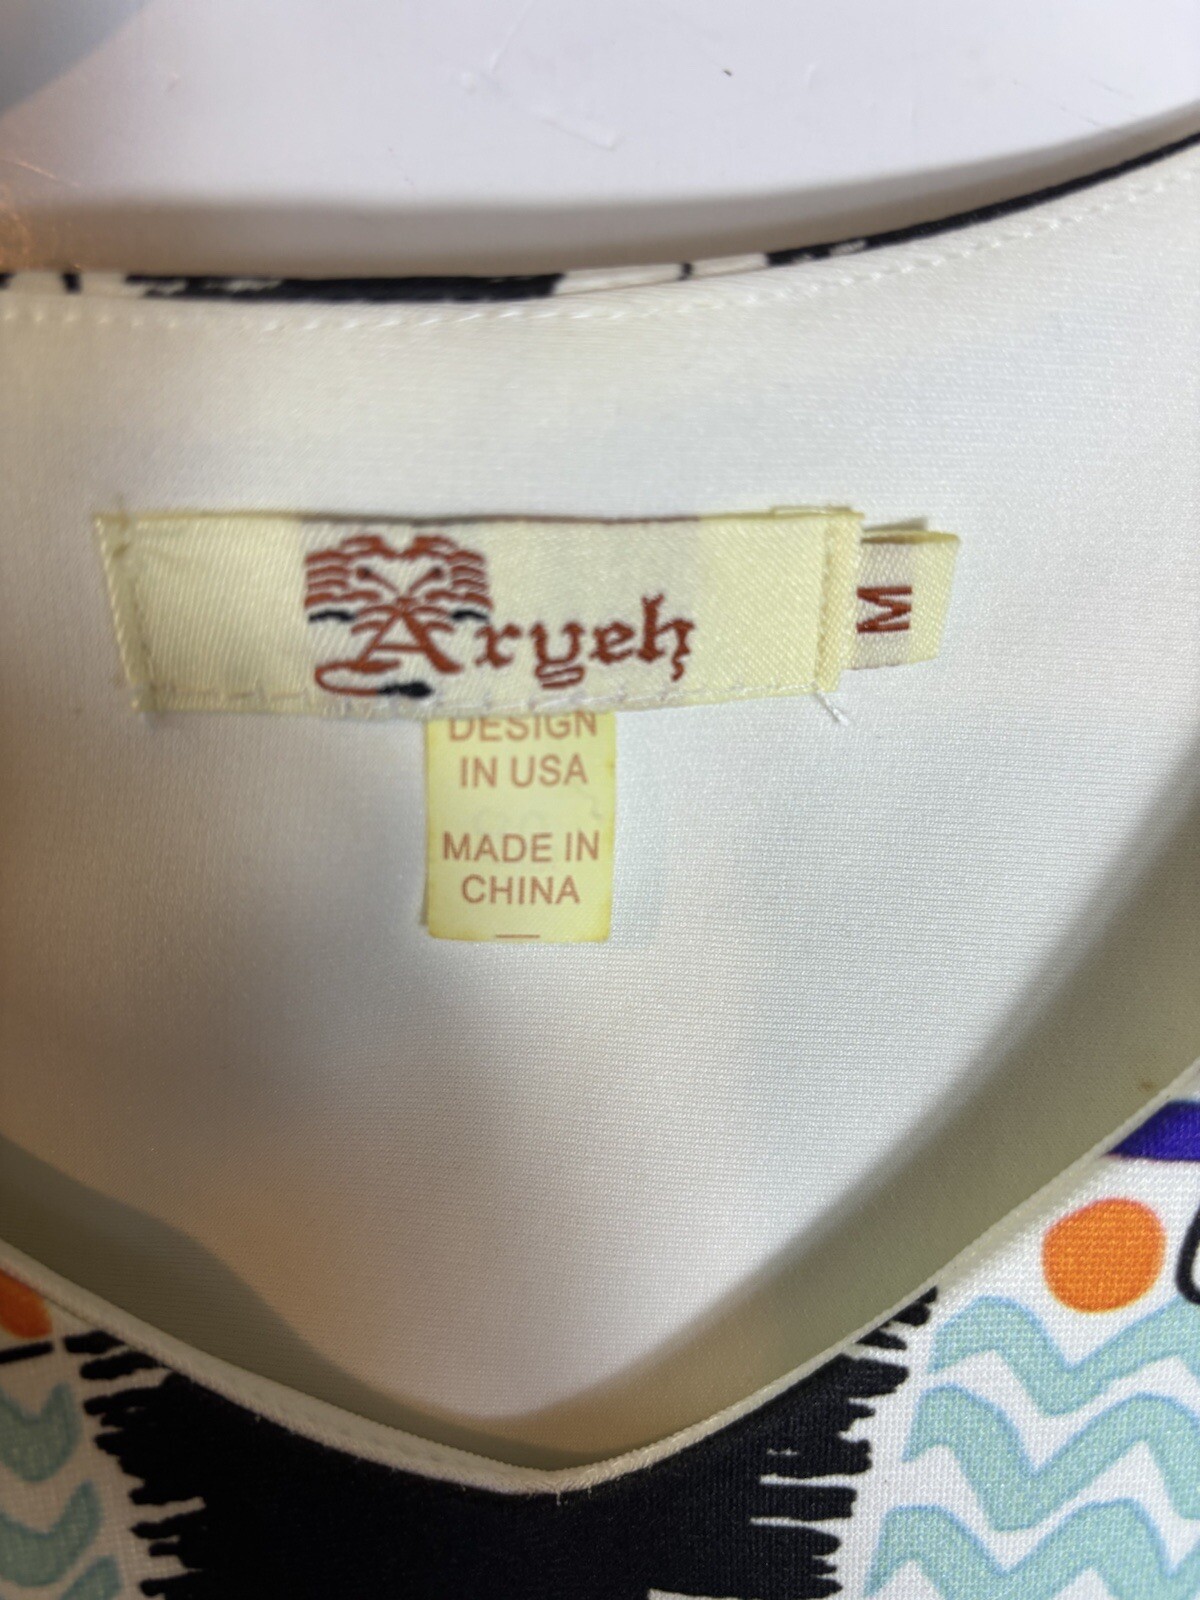 Aryeh
M
DESIGN
IN USA
MADE IN
CHINA